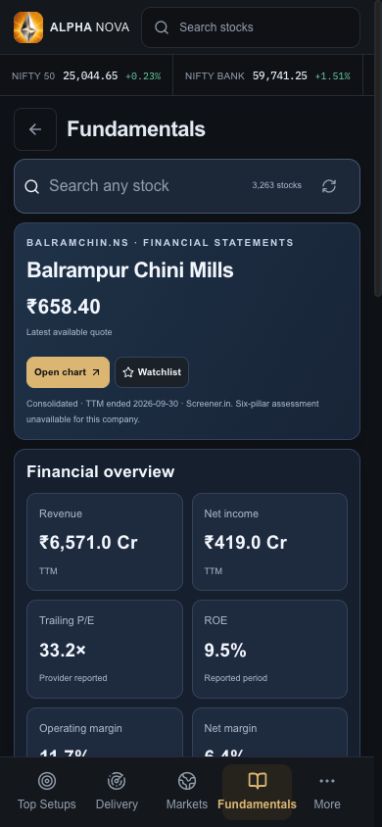 ALPHA NOVA
Search stocks
NIFTY 50 25,044.65 +0.23% NIFTY BANK 59,741.25 +1.51%
Fundamentals
Search any stock 3,263 stocks
BALRAMCHIN.NS · FINANCIAL STATEMENTS
Balrampur Chini Mills
₹658.40
Latest available quote
Open chart Watchlist
Consolidated · TTM ended 2026-09-30 · Screener.in. Six-pillar assessment
unavailable for this company.
Financial overview
Revenue
₹6,571.0 Cr
TTM
Net income
₹419.0 Cr
TTM
Trailing P/E
33.2×
Provider reported
ROE
9.5%
Reported period
Operating margin
11.7%
Net margin
6.4%
Top Setups Delivery Markets Fundamentals More